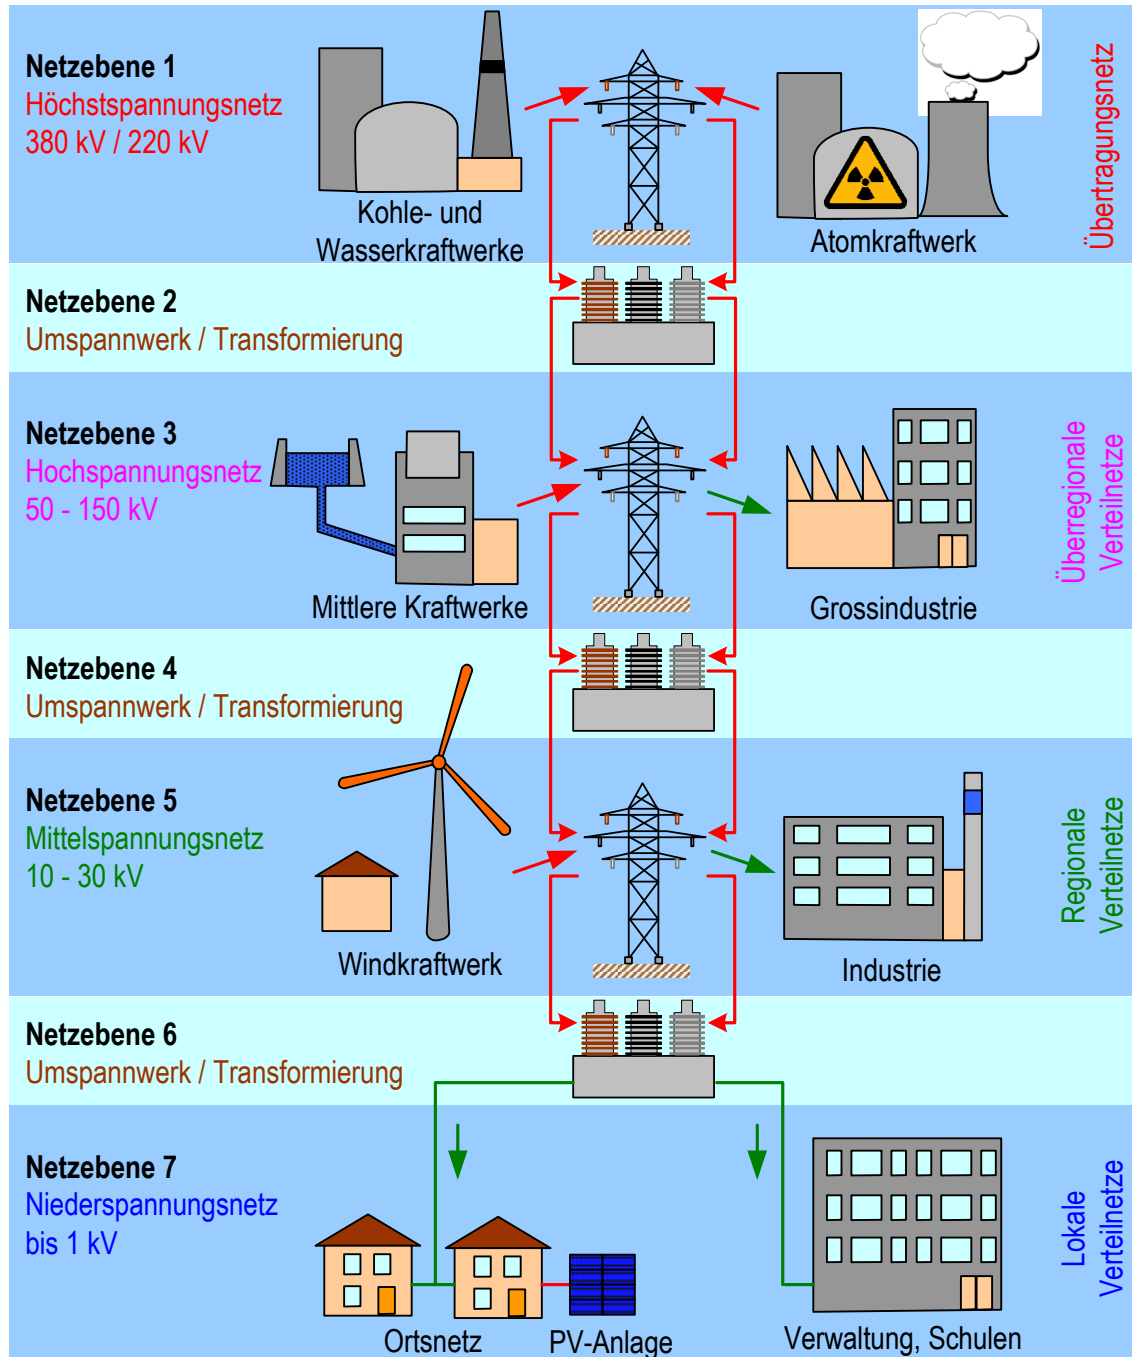 Netzebene 1
Höchstspannungsnetz
380 kV / 220 kV
Kohle- und
Wasserkraftwerke
Atomkraftwerk
Übertragungsnetz
Netzebene 2
Umspannwerk / Transformierung
Netzebene 3
Hochspannungsnetz
50 - 150 kV
Mittlere Kraftwerke
Grossindustrie
Überregionale
Verteilnetze
Netzebene 4
Umspannwerk / Transformierung
Netzebene 5
Mittelspannungsnetz
10 - 30 kV
Windkraftwerk
Industrie
Regionale
Verteilnetze
Netzebene 6
Umspannwerk / Transformierung
Netzebene 7
Niederspannungsnetz
bis 1 kV
Ortsnetz
PV-Anlage
Verwaltung, Schulen
Lokale
Verteilnetze